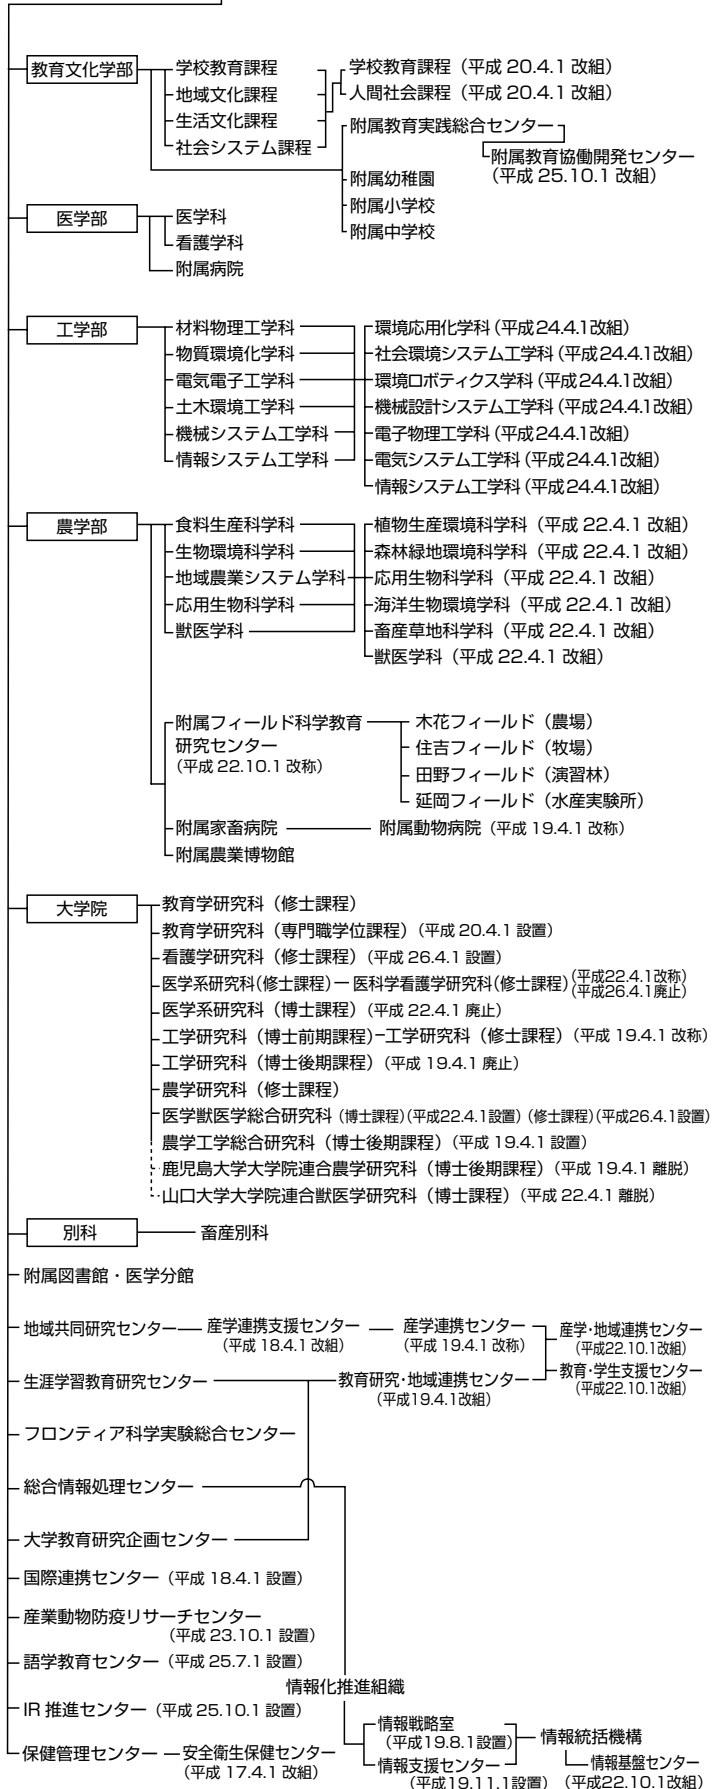 教育文化学部
学校教育課程
地域文化課程
生活文化課程
社会システム課程
学校教育課程（平成 20.4.1 改組）
人間社会課程（平成 20.4.1 改組）
附属教育実践総合センター
附属教育協働開発センター
（平成 25.10.1 改組）
附属幼稚園
附属小学校
附属中学校
医学部
医学科
看護学科
附属病院
工学部
材料物理工学科
物質環境化学科
電気電子工学科
土木環境工学科
機械システム工学科
情報システム工学科
環境応用化学科（平成24.4.1改組）
社会環境システム工学科（平成24.4.1改組）
環境ロボティクス学科（平成24.4.1改組）
機械設計システム工学科（平成24.4.1改組）
電子物理工学科（平成24.4.1改組）
電気システム工学科（平成24.4.1改組）
情報システム工学科（平成24.4.1改組）
農学部
食料生産科学科
生物環境科学科
地域農業システム学科
応用生物科学科
獣医学科
植物生産環境科学科（平成 22.4.1 改組）
森林緑地環境科学科（平成 22.4.1 改組）
応用生物科学科（平成 22.4.1 改組）
海洋生物環境学科（平成 22.4.1 改組）
畜産草地科学科（平成 22.4.1 改組）
獣医学科（平成 22.4.1 改組）
附属フィールド科学教育
研究センター
（平成 22.10.1 改称）
木花フィールド（農場）
住吉フィールド（牧場）
田野フィールド（演習林）
延岡フィールド（水産実験所）
附属家畜病院
附属動物病院（平成 19.4.1 改称）
附属農業博物館
大学院
教育学研究科（修士課程）
教育学研究科（専門職学位課程）（平成 20.4.1 設置）
看護学研究科（修士課程）（平成 26.4.1 設置）
医学系研究科（修士課程）ー 医科学看護学研究科（修士課程）（平成22.4.1改称）
（平成26.4.1廃止）
医学系研究科（博士課程）（平成 22.4.1 廃止）
工学研究科（博士前期課程）−工学研究科（修士課程）（平成 19.4.1 改称）
工学研究科（博士後期課程）（平成 19.4.1 廃止）
農学研究科（修士課程）
医学獣医学総合研究科（博士課程）（平成22.4.1設置）（修士課程）（平成26.4.1設置）
農学工学総合研究科（博士後期課程）（平成 19.4.1 設置）
鹿児島大学大学院連合農学研究科（博士後期課程）（平成 19.4.1 離脱）
山口大学大学院連合獣医学研究科（博士課程）（平成 22.4.1 離脱）
別科
畜産別科
附属図書館・医学分館
地域共同研究センター
産学連携支援センター
（平成 18.4.1 改組）
産学連携センター
（平成 19.4.1 改称）
産学・地域連携センター
（平成22.10.1改組）
教育・学生支援センター
（平成22.10.1改組）
生涯学習教育研究センター
教育研究・地域連携センター
（平成19.4.1改組）
フロンティア科学実験総合センター
総合情報処理センター
大学教育研究企画センター
国際連携センター（平成 18.4.1 設置）
産業動物防疫リサーチセンター
（平成 23.10.1 設置）
語学教育センター（平成 25.7.1 設置）
情報化推進組織
IR 推進センター（平成 25.10.1 設置）
情報戦略室
（平成19.8.1設置）
情報支援センター
（平成19.11.1設置）
情報統括機構
情報基盤センター
（平成22.10.1改組）
保健管理センター
安全衛生保健センター
（平成 17.4.1 改組）